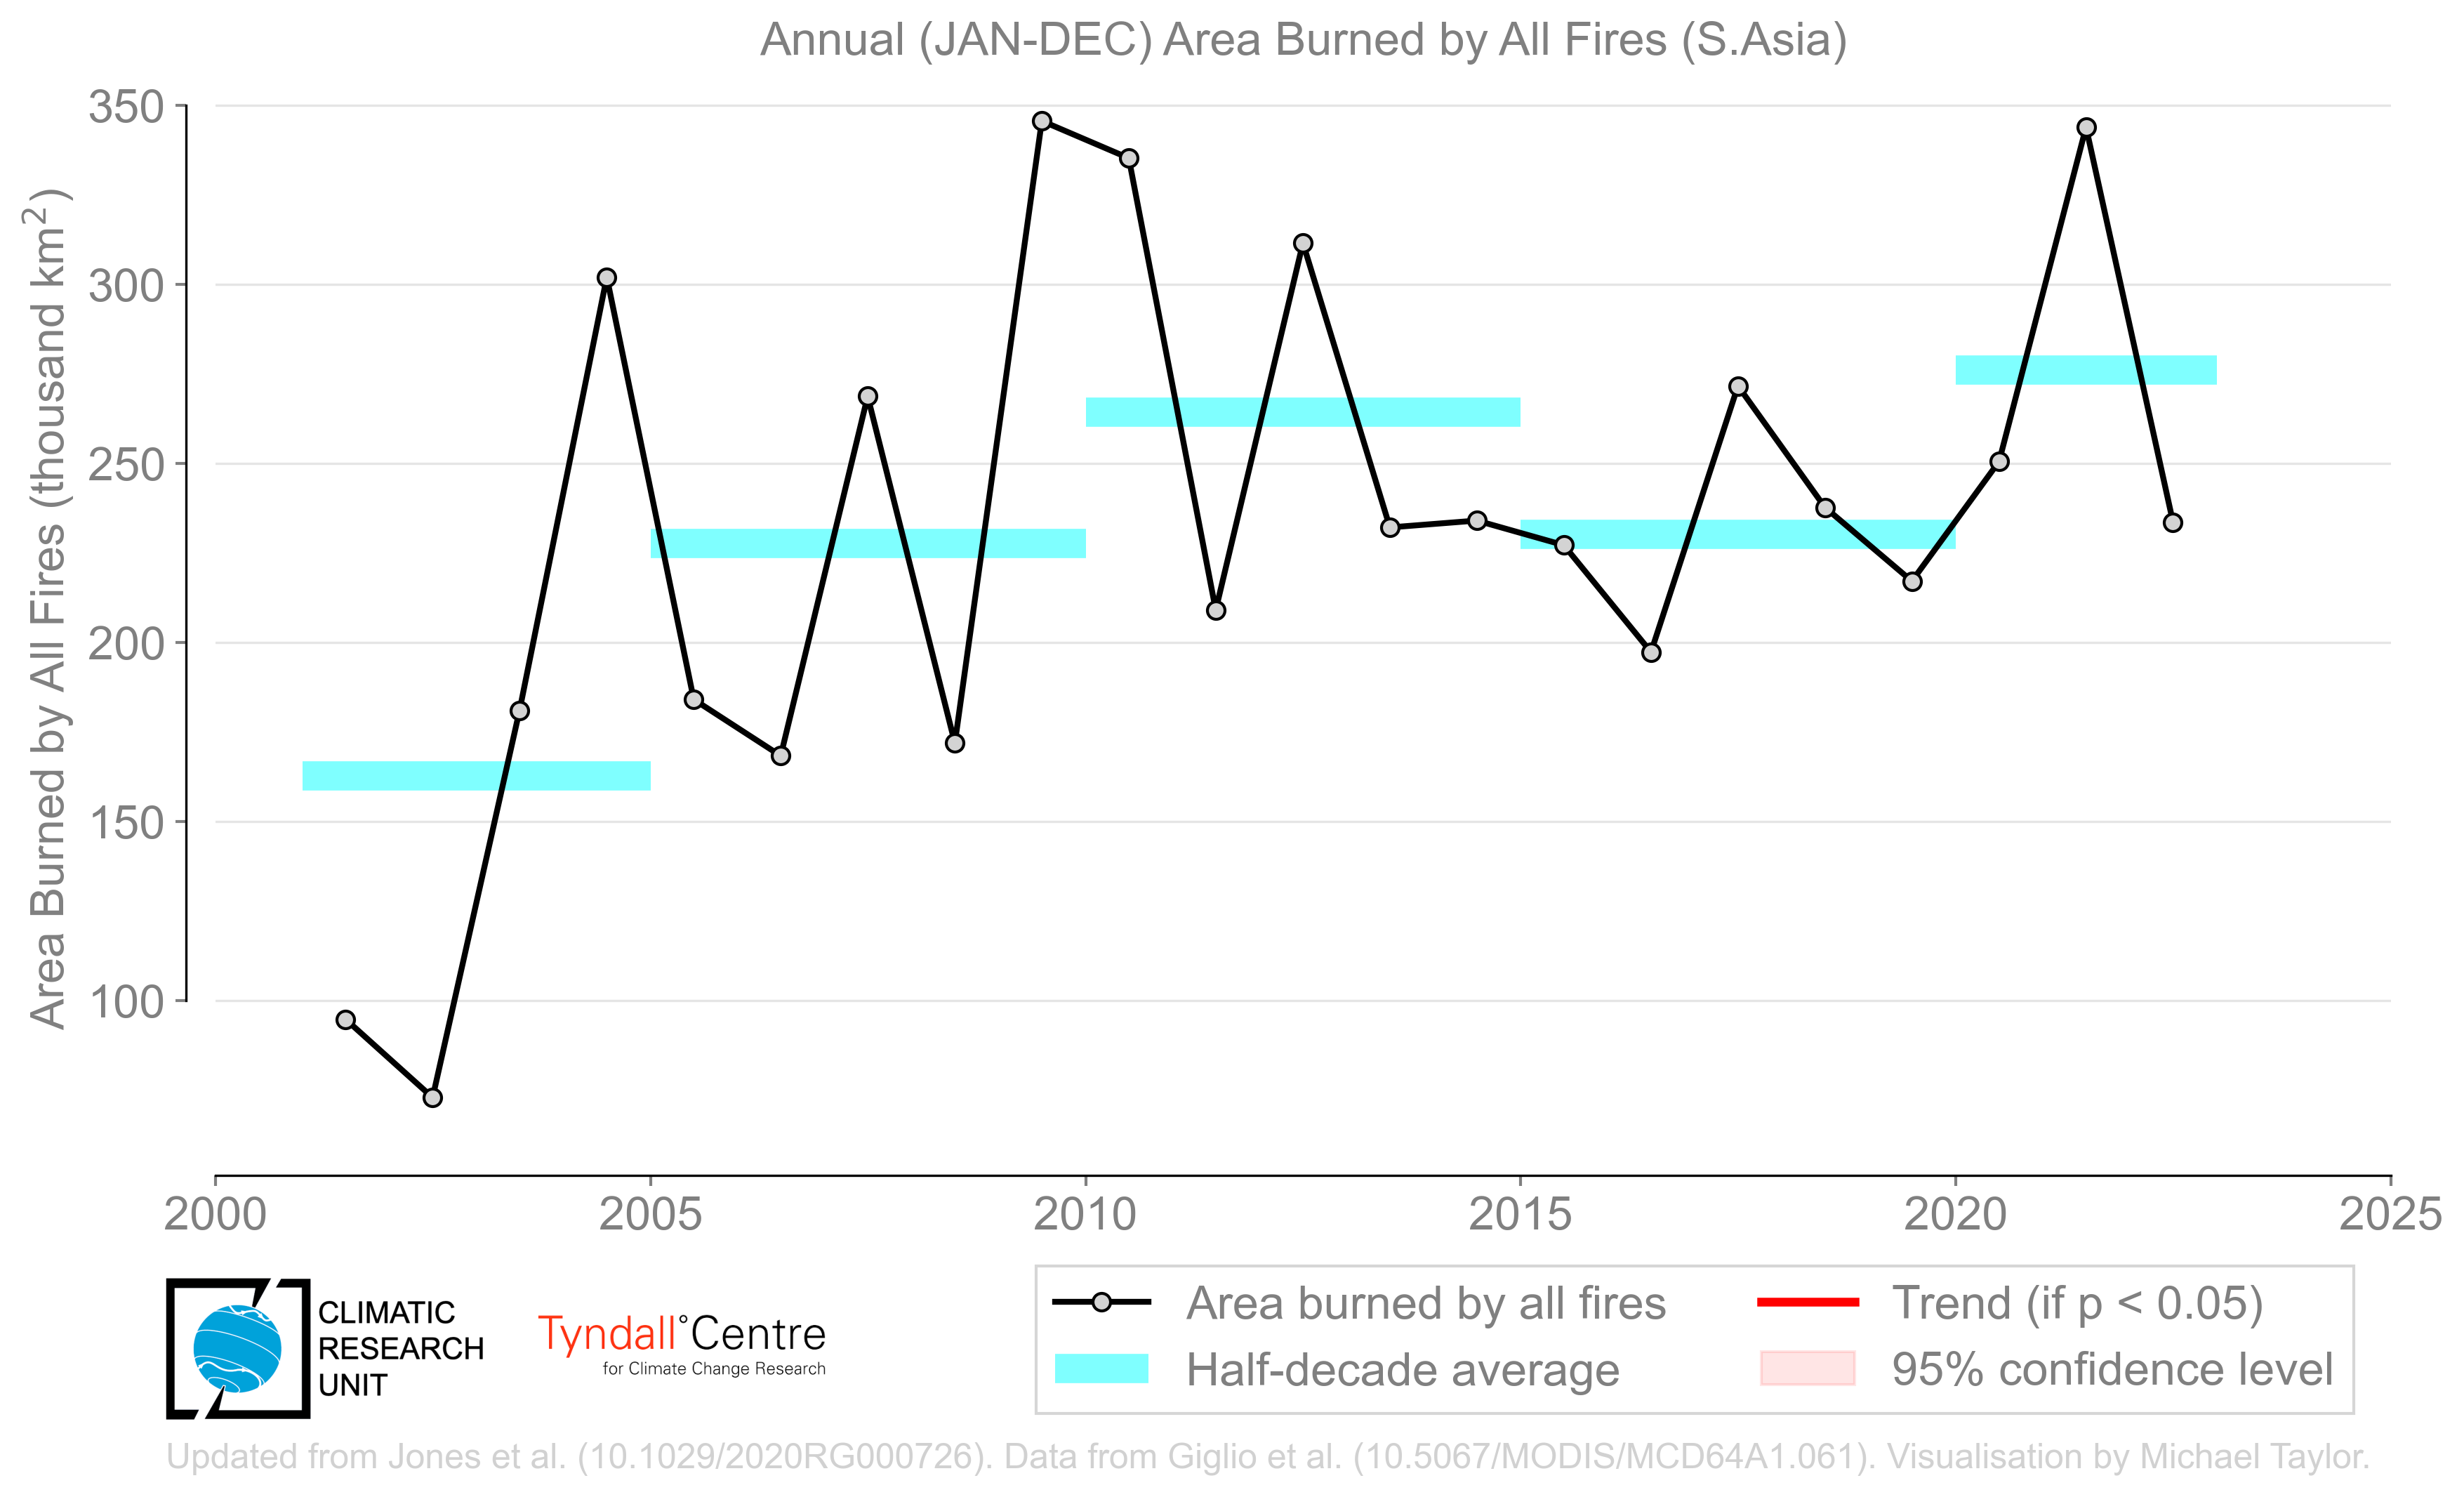 Annual (JAN-DEC) Area Burned by All Fires (S.Asia)
Area Burned by All Fires (thousand km²)
350
300
250
200
150
100
2000
2005
2010
2015
2020
2025
CLIMATIC
RESEARCH
UNIT
Tyndall°Centre
for Climate Change Research
Area burned by all fires
Half-decade average
Trend (if p < 0.05)
95% confidence level
Updated from Jones et al. (10.1029/2020RG000726). Data from Giglio et al. (10.5067/MODIS/MCD64A1.061). Visualisation by Michael Taylor.